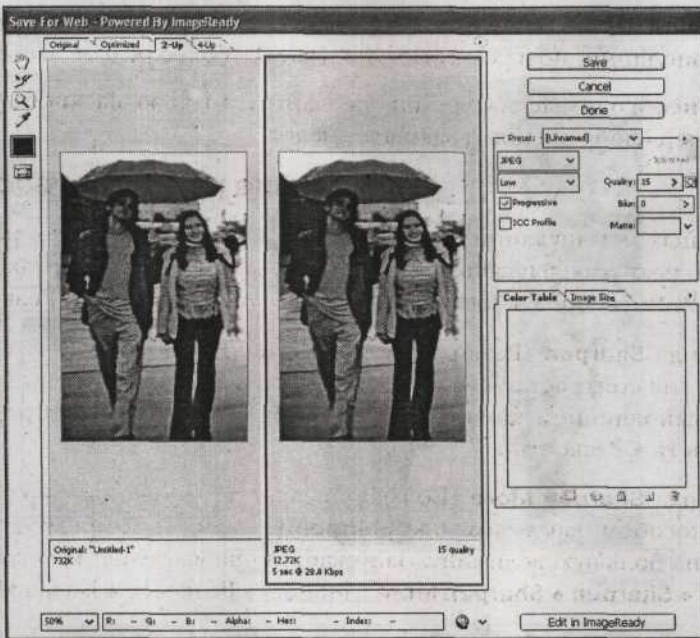 Save For Web - Powered By ImageReady
Original Optimized 2-Up 4-Up
Save
Cancel
Done
Preset: [Unnamed]
JPEG
Low Quality: 15
Progressive Blur: 0
ICC Profile Matte:
Color Table Image Size
Original: "Untitled-1"
732K
JPEG 15 quality
12,72K
5 sec @ 28.8 Kbps
50% R: - G: - B: - Alpha: - Hex: - Index: -
Edit in ImageReady